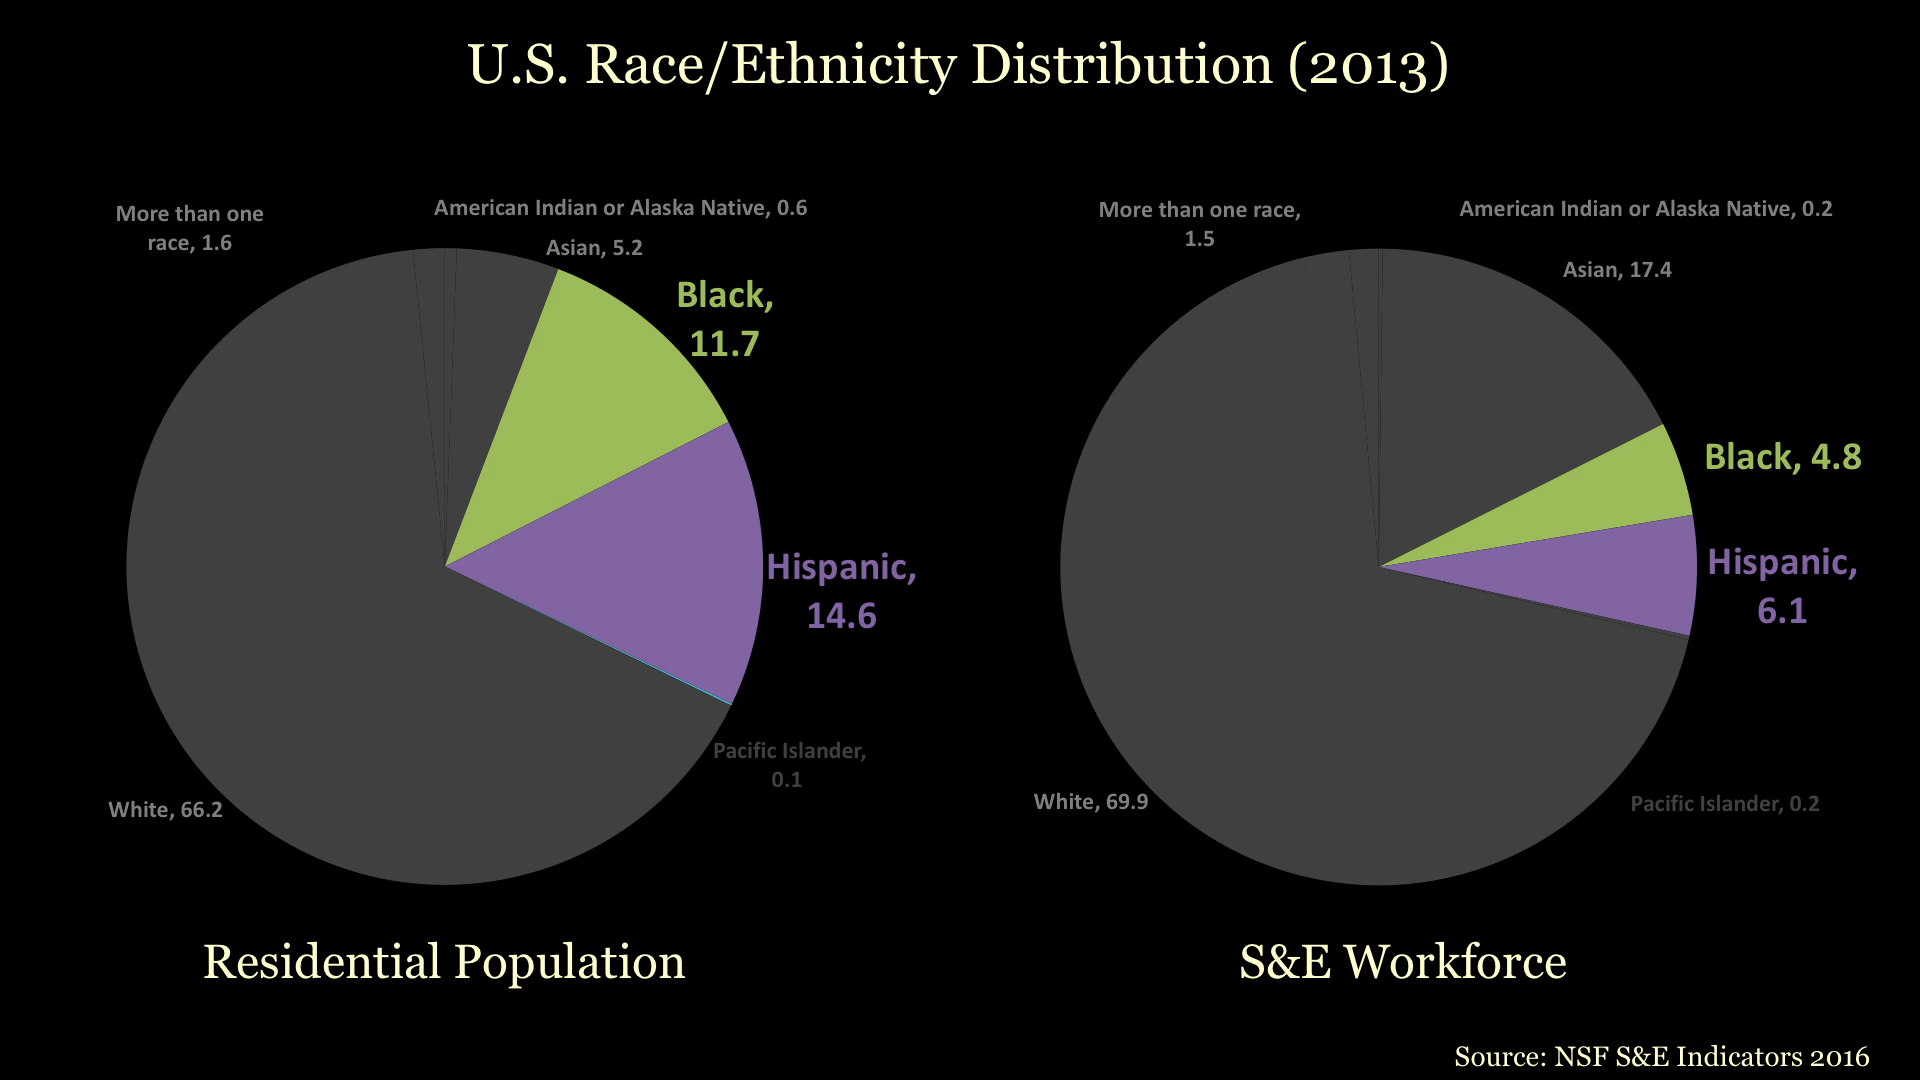 U.S. Race/Ethnicity Distribution (2013)
More than one
race, 1.6
American Indian or Alaska Native, 0.6
Asian, 5.2
Black,
11.7
Hispanic,
14.6
Pacific Islander,
0.1
White, 66.2
Residential Population
More than one race,
1.5
American Indian or Alaska Native, 0.2
Asian, 17.4
Black, 4.8
Hispanic,
6.1
Pacific Islander, 0.2
White, 69.9
S&E Workforce
Source: NSF S&E Indicators 2016